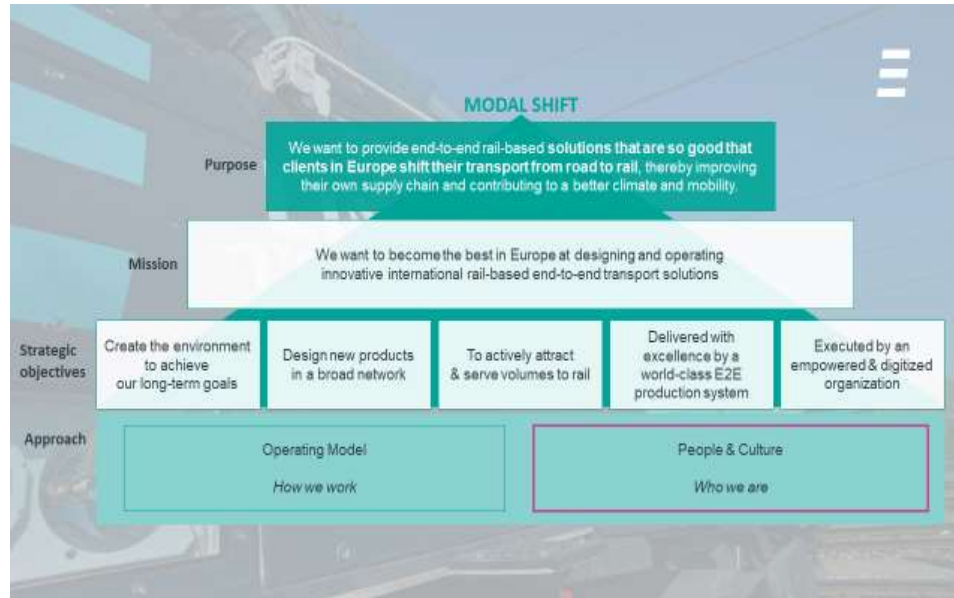 MODAL SHIFT
Purpose
We want to provide end-to-end rail-based solutions that are so good that
clients in Europe shift their transport from road to rail, thereby improving
their own supply chain and contributing to a better climate and mobility.
Mission
We want to become the best in Europe at designing and operating
innovative international rail-based end-to-end transport solutions
Strategic
objectives
Create the environment
to achieve
our long-term goals
Design new products
in a broad network
To actively attract
& serve volumes to rail
Delivered with
excellence by a
world-class E2E
production system
Executed by an
empowered & digitized
organization
Approach
Operating Model
How we work
People & Culture
Who we are